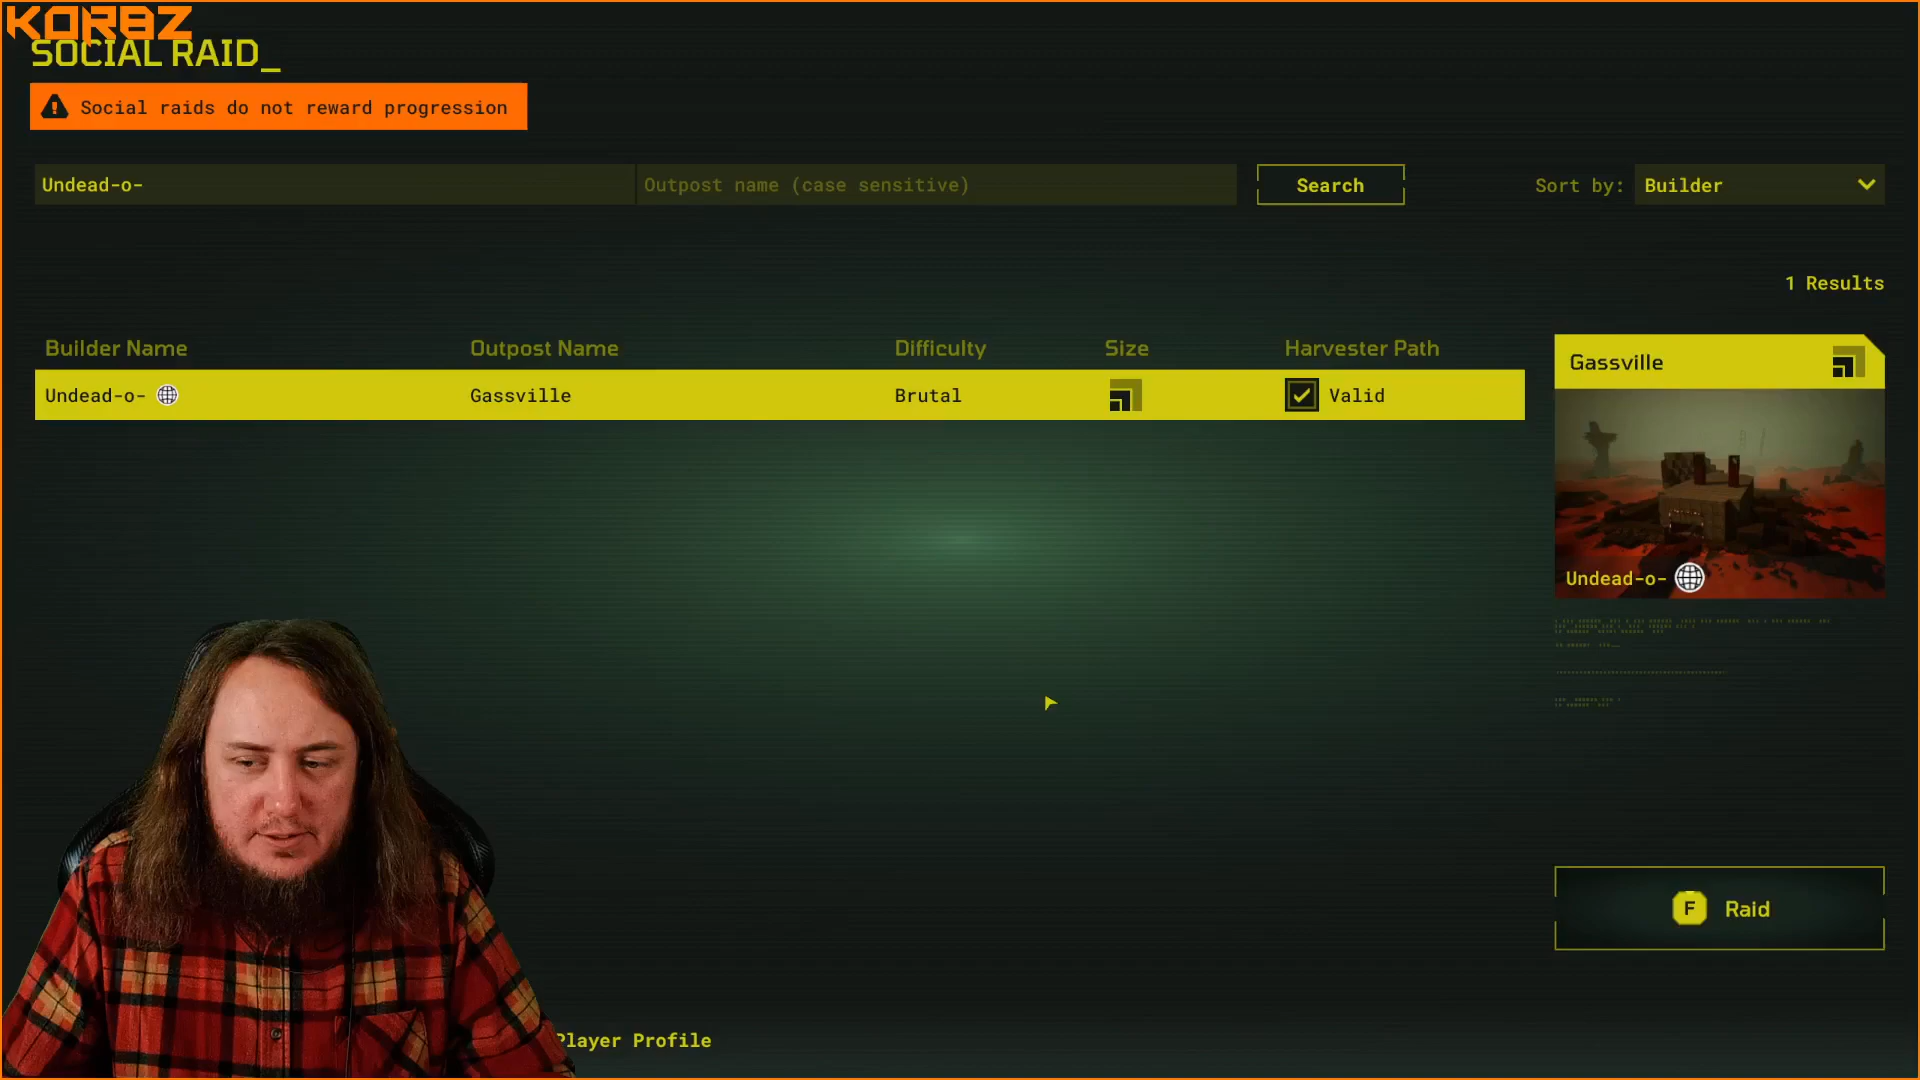 KORBZ
SOCIAL RAID_
Social raids do not reward progression
Undead-o-
Outpost name (case sensitive)
Search
Sort by:
Builder
1 Results
Builder Name
Outpost Name
Difficulty
Size
Harvester Path
Undead-o-
Gassville
Brutal
Valid
Gassville
Undead-o-
F
Raid
Player Profile